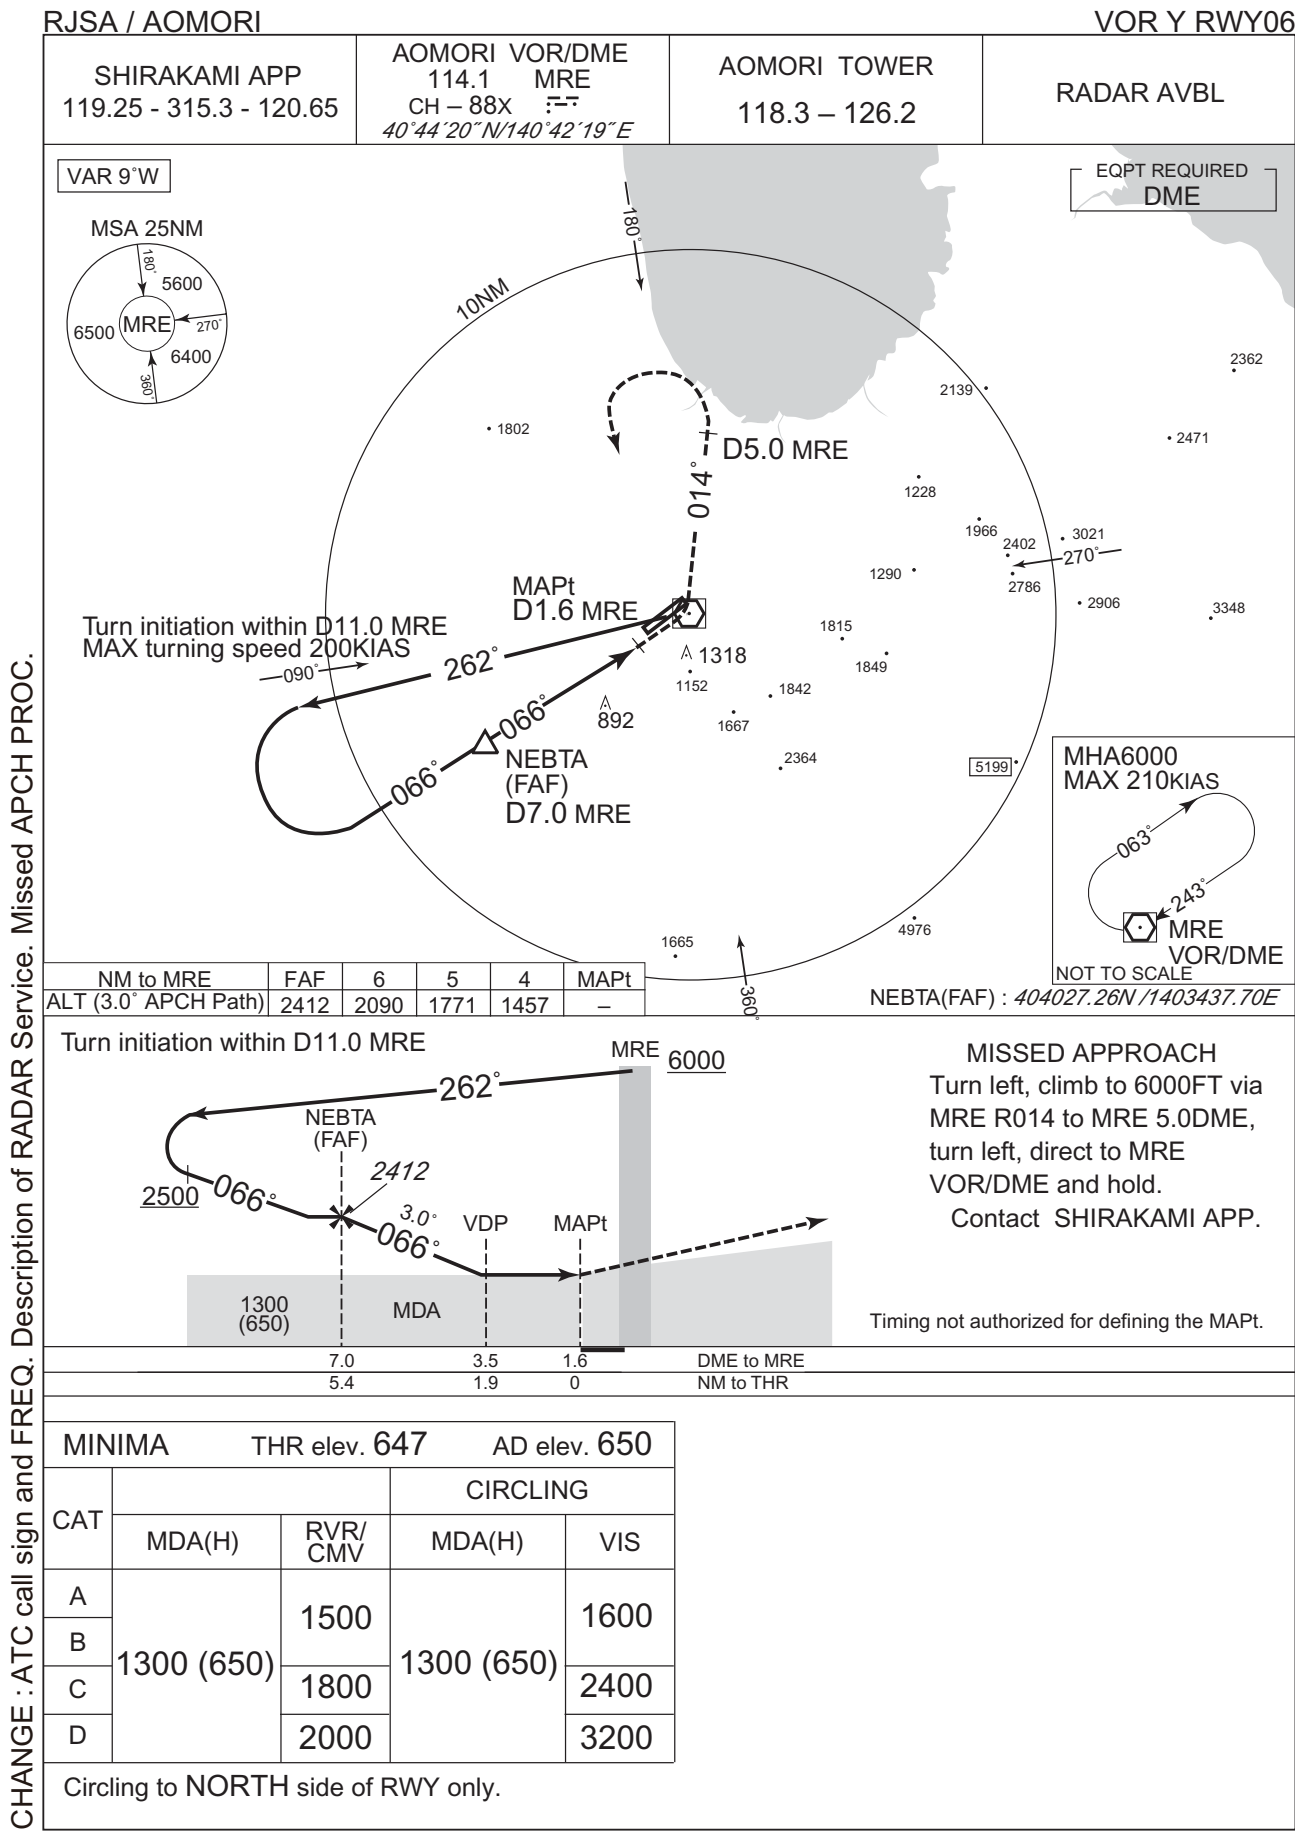 RJSA / AOMORI
VOR Y RWY06
SHIRAKAMI APP
119.25 - 315.3 - 120.65
AOMORI VOR/DME
114.1 MRE
CH – 88X
40°44´20˝N/140°42´19˝E
AOMORI TOWER
118.3 – 126.2
RADAR AVBL
VAR 9°W
EQPT REQUIRED
DME
MSA 25NM
180°
5600
6500
MRE
270°
6400
360°
180°
10NM
2362
2139
1802
2471
D5.0 MRE
014°
1228
1966
3021
2402
270°
1290
2786
MAPt
D1.6 MRE
2906
3348
Turn initiation within D11.0 MRE
MAX turning speed 200KIAS
1815
090°
262°
1318
1849
1152
1842
066°
892
1667
NEBTA
(FAF)
D7.0 MRE
066°
2364
5199
MHA6000
MAX 210KIAS
063°
243°
MRE
VOR/DME
NOT TO SCALE
4976
1665
360°
NM to MRE FAF 6 5 4 MAPt
ALT (3.0° APCH Path) 2412 2090 1771 1457 –
NEBTA(FAF) : 404027.26N /1403437.70E
Turn initiation within D11.0 MRE
MRE
6000
262°
NEBTA
(FAF)
2412
2500
066°
3.0°
066°
VDP
MAPt
1300
(650)
MDA
7.0 3.5 1.6 DME to MRE
5.4 1.9 0 NM to THR
MISSED APPROACH
Turn left, climb to 6000FT via
MRE R014 to MRE 5.0DME,
turn left, direct to MRE
VOR/DME and hold.
Contact SHIRAKAMI APP.
Timing not authorized for defining the MAPt.
MINIMA THR elev. 647 AD elev. 650
CAT
CIRCLING
MDA(H)
RVR/
CMV
MDA(H)
VIS
A
B
C
D
1300 (650)
1500
1800
2000
1300 (650)
1600
2400
3200
Circling to NORTH side of RWY only.
CHANGE : ATC call sign and FREQ. Description of RADAR Service. Missed APCH PROC.